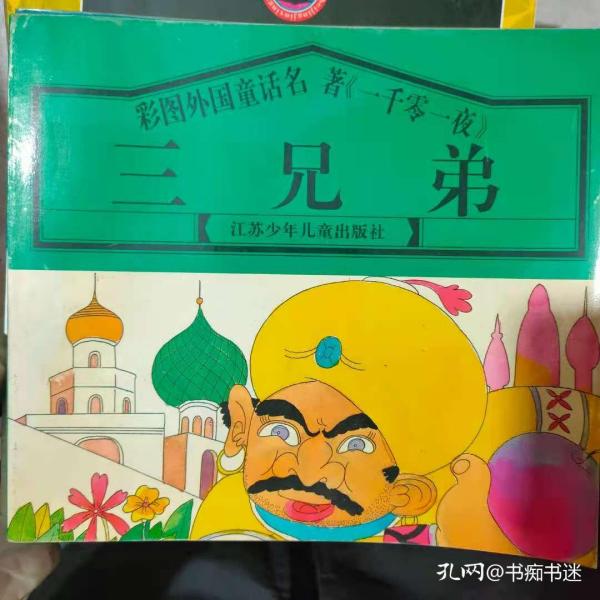 彩图外国童话名 著《一千零一夜》
三 兄 弟
江苏少年儿童出版社
孔网@书痴书迷